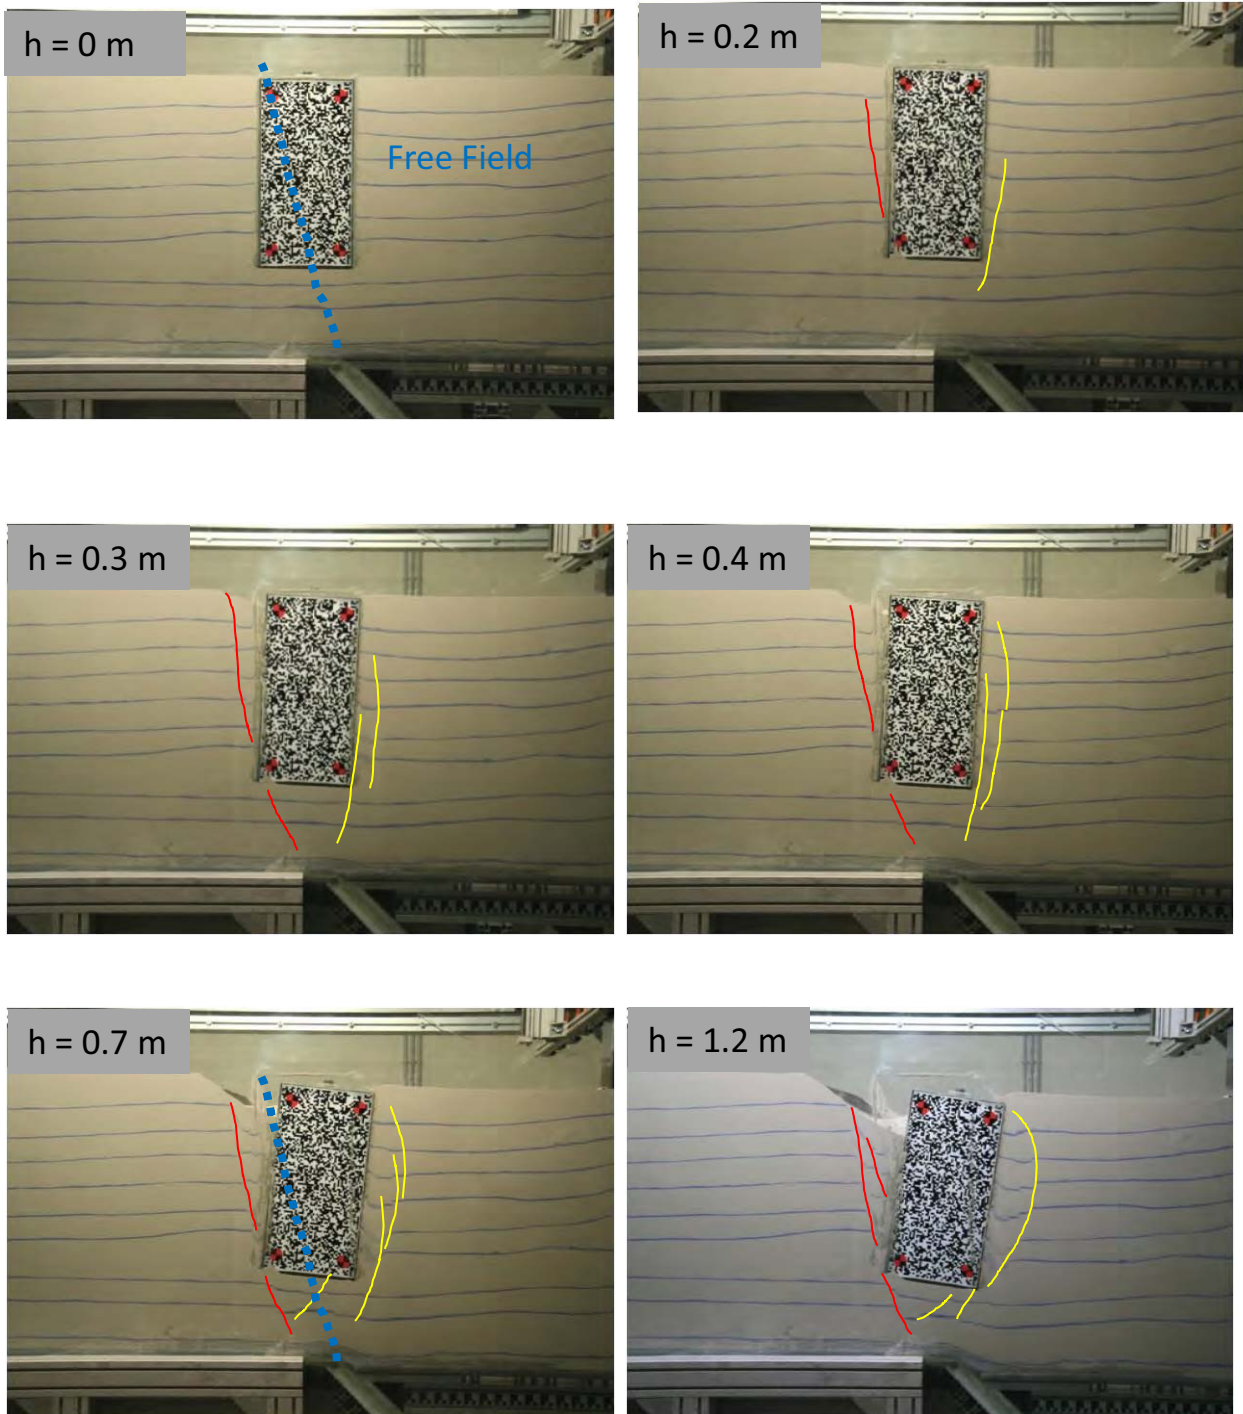 h = 0 m
Free Field
h = 0.2 m
h = 0.3 m
h = 0.4 m
h = 0.7 m
h = 1.2 m